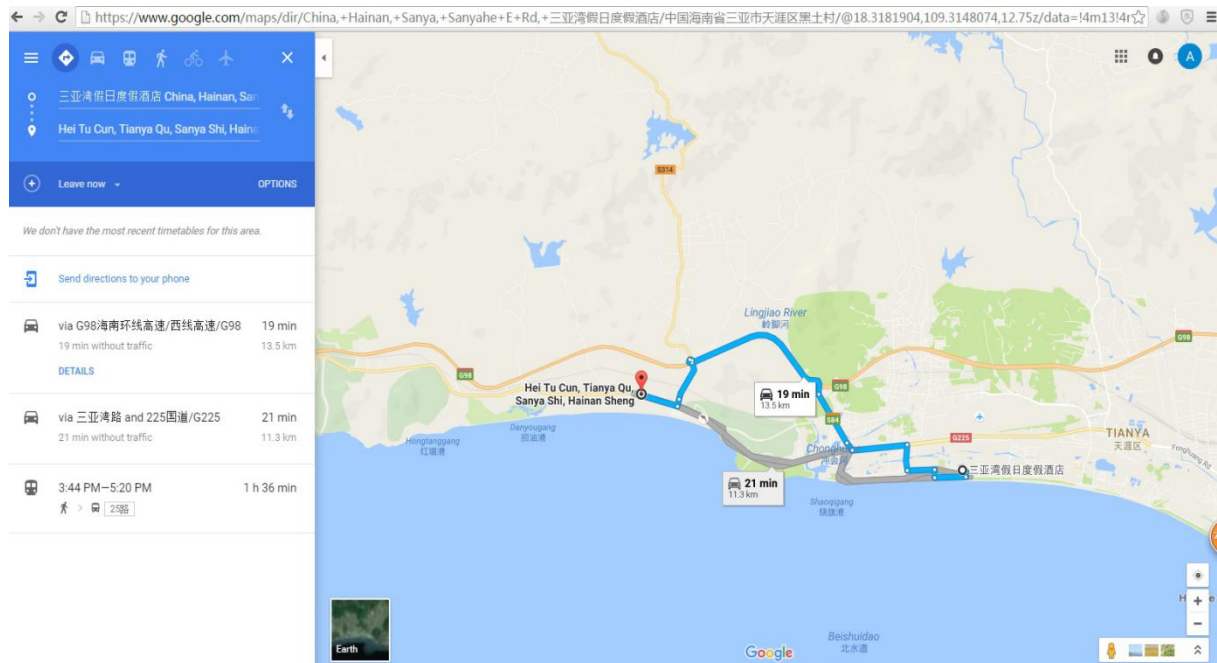 https://www.google.com/maps/dir/China,+Hainan,+Sanya,+Sanyahe+E+Rd,+三亚湾假日度假酒店/中国海南省三亚市天涯区黑土村/@18.3181904,109.3148074,12.75z/data=!4m13!4
三亚湾假日度假酒店 China, Hainan, San
Hei Tu Cun, Tianya Qu, Sanya Shi, Haina
Leave now
OPTIONS
We don't have the most recent timetables for this area.
Send directions to your phone
via G98海南环线高速/西线高速/G98 19 min
19 min without traffic 13.5 km
DETAILS
via 三亚湾路 and 225国道/G225 21 min
21 min without traffic 11.3 km
3:44 PM–5:20 PM 1 h 36 min
25路
A
S314
Lingjiao River
岭脚河
G98
G98
Hei Tu Cun, Tianya Qu,
Sanya Shi, Hainan Sheng
19 min
13.5 km
G98
S84
G225
TIANYA
天涯区
Danyougang
担油港
Hongtanggang
红塘港
三亚湾假日度假酒店
21 min
11.3 km
Shaoqigang
烧旗港
Beishuidao
北水道
Earth
Google